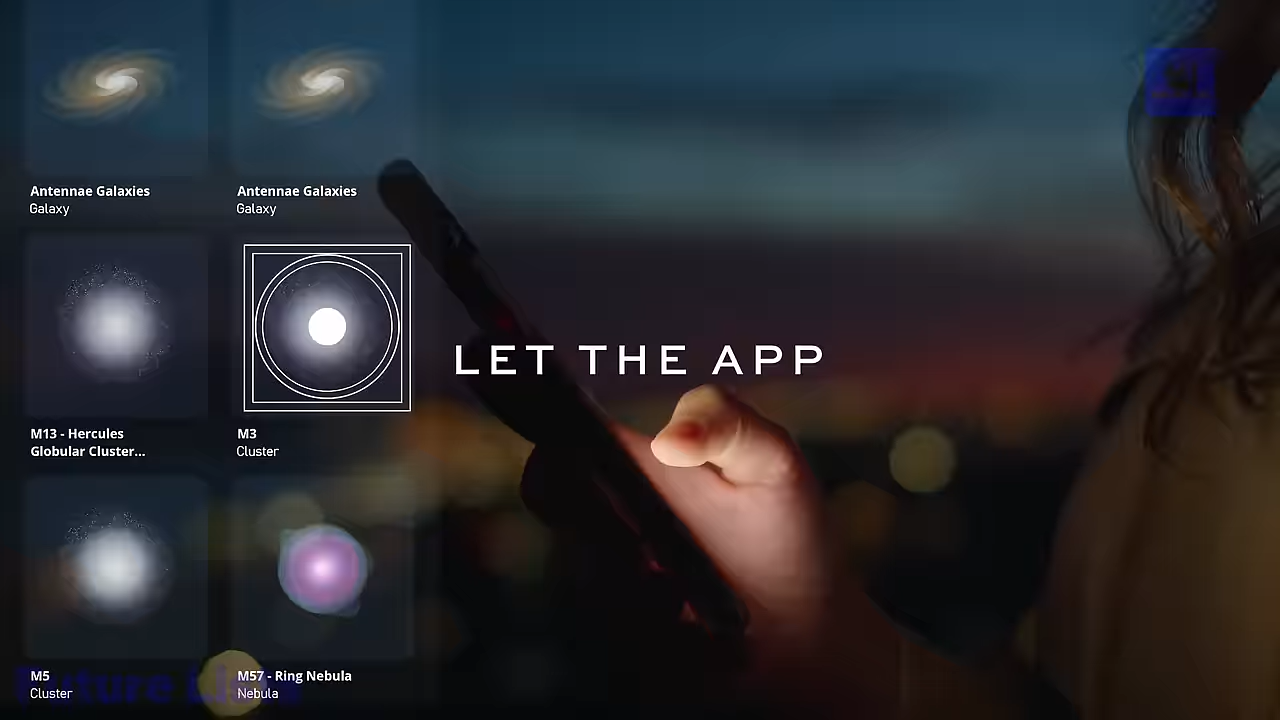 Antennae Galaxies
Galaxy
Antennae Galaxies
Galaxy
M13 - Hercules
Globular Cluster...
M3
Cluster
LET THE APP
M5
Cluster
M57 - Ring Nebula
Nebula